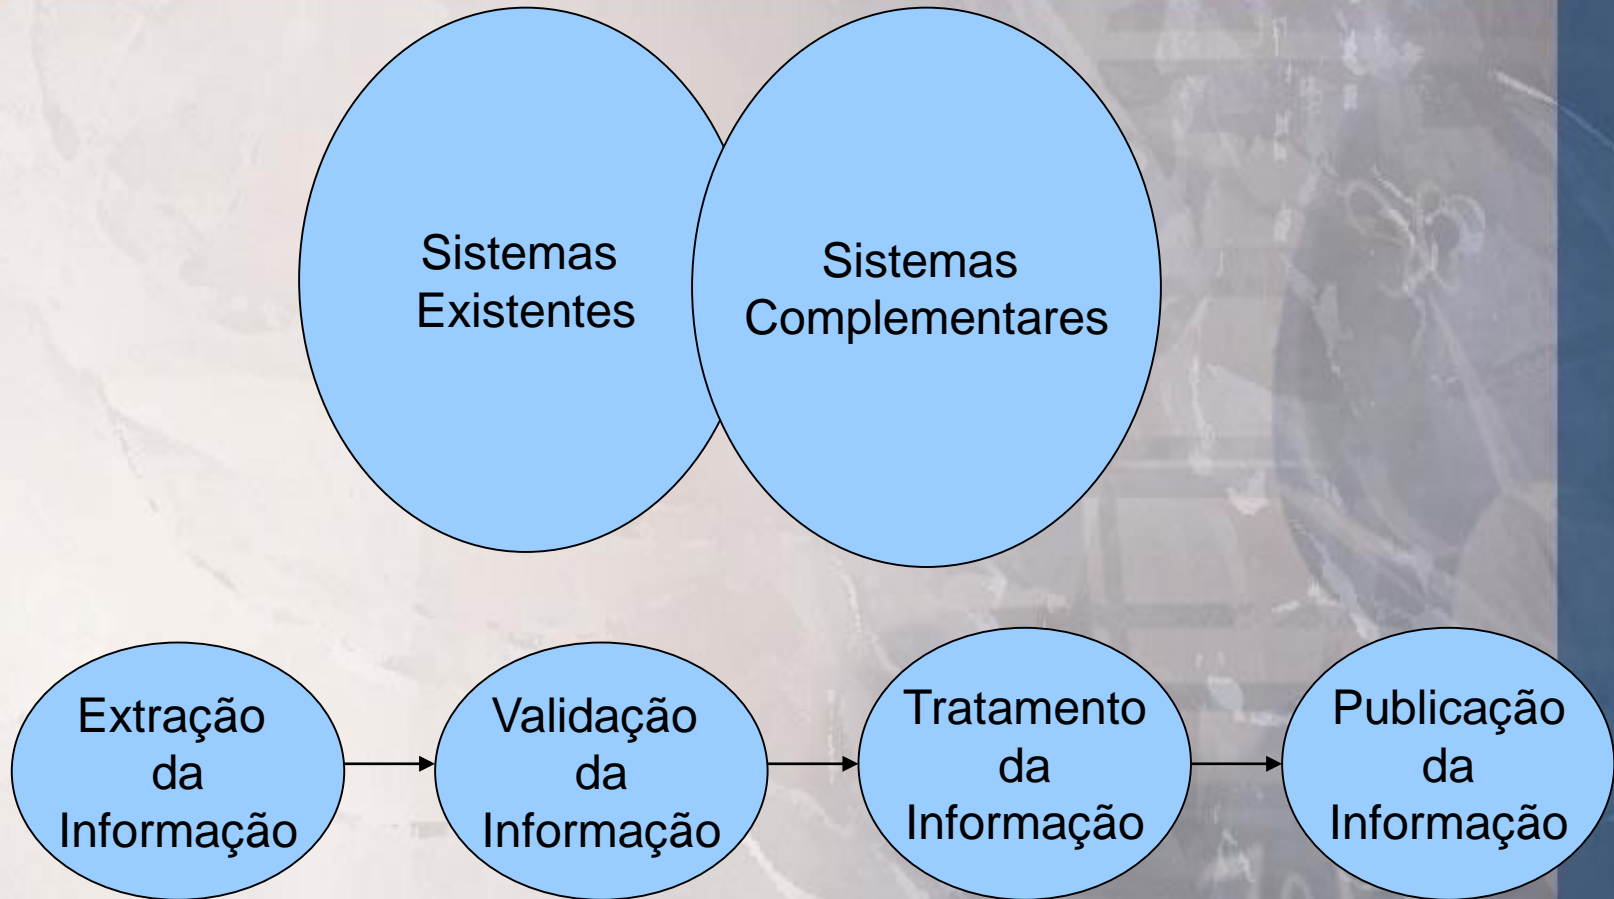 Sistemas
Existentes
Sistemas
Complementares
Extração
da
Informação
Validação
da
Informação
Tratamento
da
Informação
Publicação
da
Informação